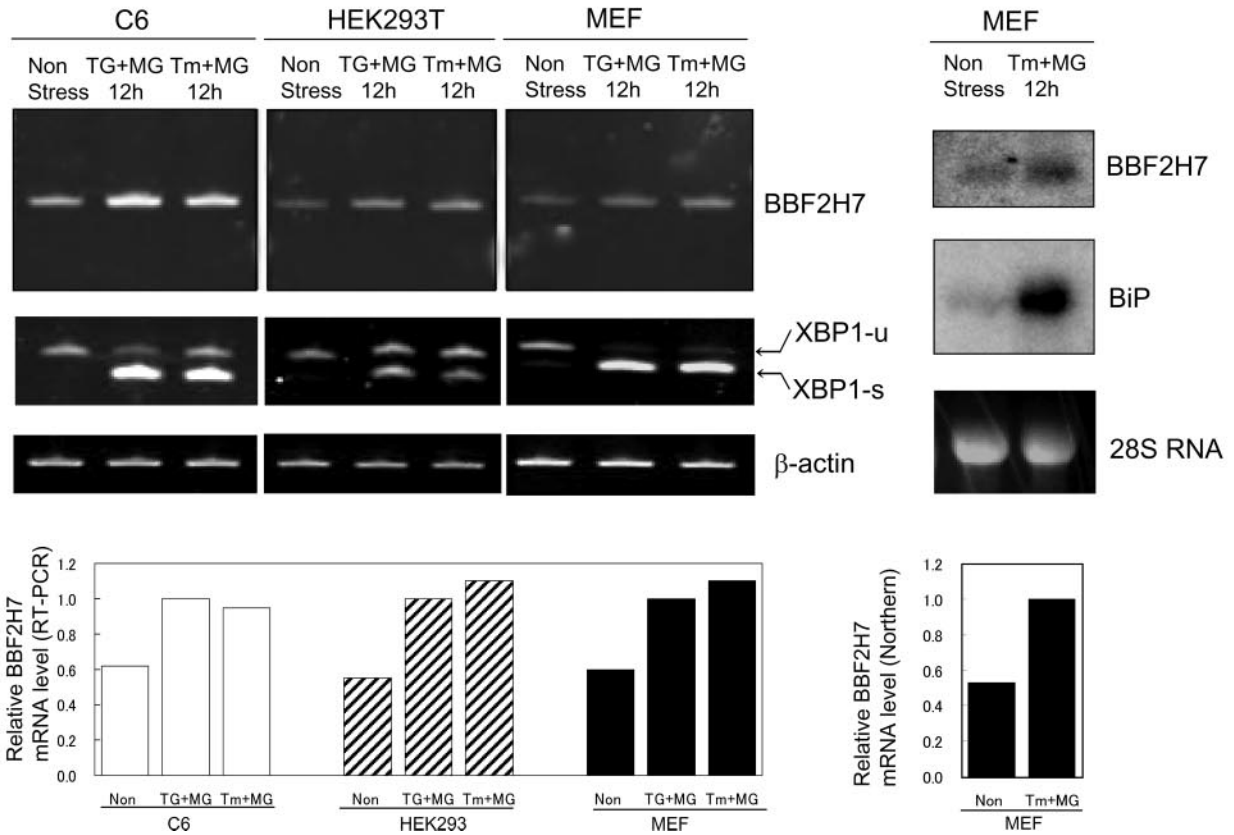 C6 HEK293T MEF MEF
Non TG+MG Tm+MG Non TG+MG Tm+MG Non TG+MG Tm+MG Non Tm+MG
Stress 12h 12h Stress 12h 12h Stress 12h 12h Stress 12h
BBF2H7 BBF2H7
BiP
XBP1-u
XBP1-s
28S RNA
β-actin
Relative BBF2H7
mRNA level (RT-PCR)
1.2
1.0
0.8
0.6
0.4
0.2
0.0
Non TG+MG Tm+MG Non TG+MG Tm+MG Non TG+MG Tm+MG
C6 HEK293 MEF
Relative BBF2H7
mRNA level (Northern)
1.2
1.0
0.8
0.6
0.4
0.2
0.0
Non Tm+MG
MEF